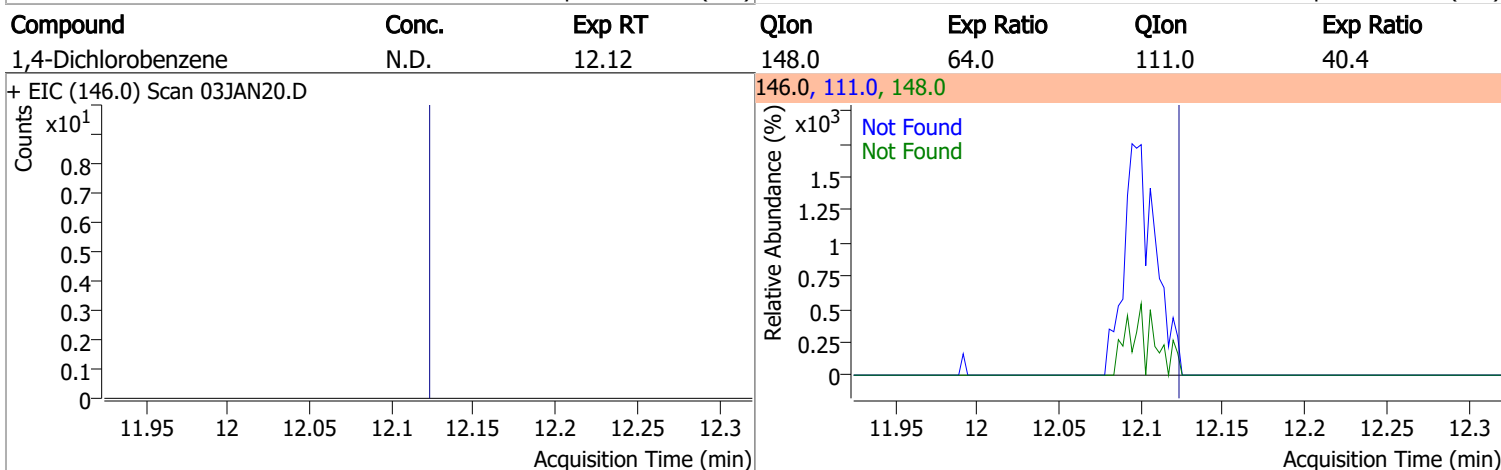 Compound Conc. Exp RT QIon Exp Ratio QIon Exp Ratio
1,4-Dichlorobenzene N.D. 12.12 148.0 64.0 111.0 40.4
+ EIC (146.0) Scan 03JAN20.D
Counts
x10^1
0.8
0.7
0.6
0.5
0.4
0.3
0.2
0.1
0
11.95 12 12.05 12.1 12.15 12.2 12.25 12.3
Acquisition Time (min)
146.0, 111.0, 148.0
Relative Abundance (%)
x10^3
Not Found
Not Found
1.5
1.25
1
0.75
0.5
0.25
0
11.95 12 12.05 12.1 12.15 12.2 12.25 12.3
Acquisition Time (min)